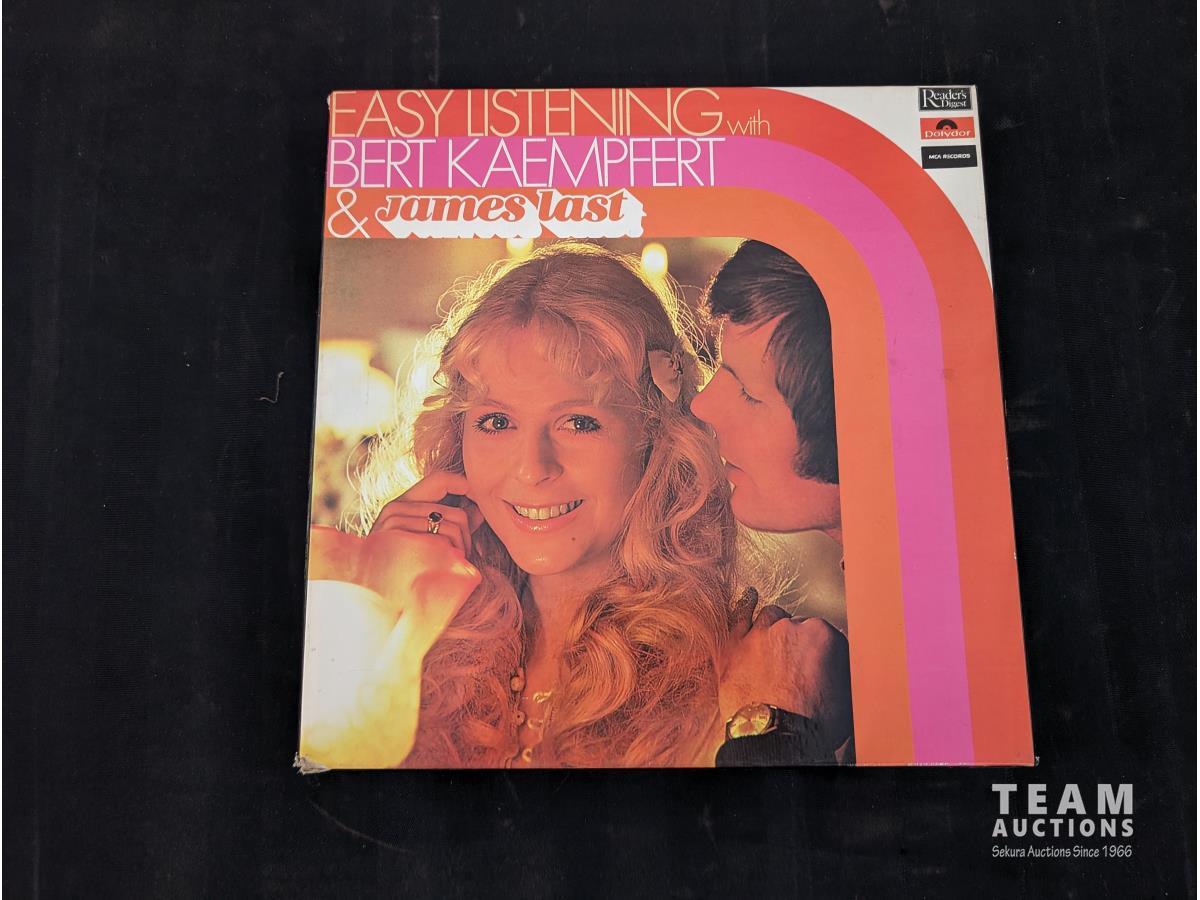 EASY LISTENING with
BERT KAEMPFERT
& James last
Reader's
Digest
Polydor
MCA RECORDS
TEAM
AUCTIONS
Sekura Auctions Since 1966